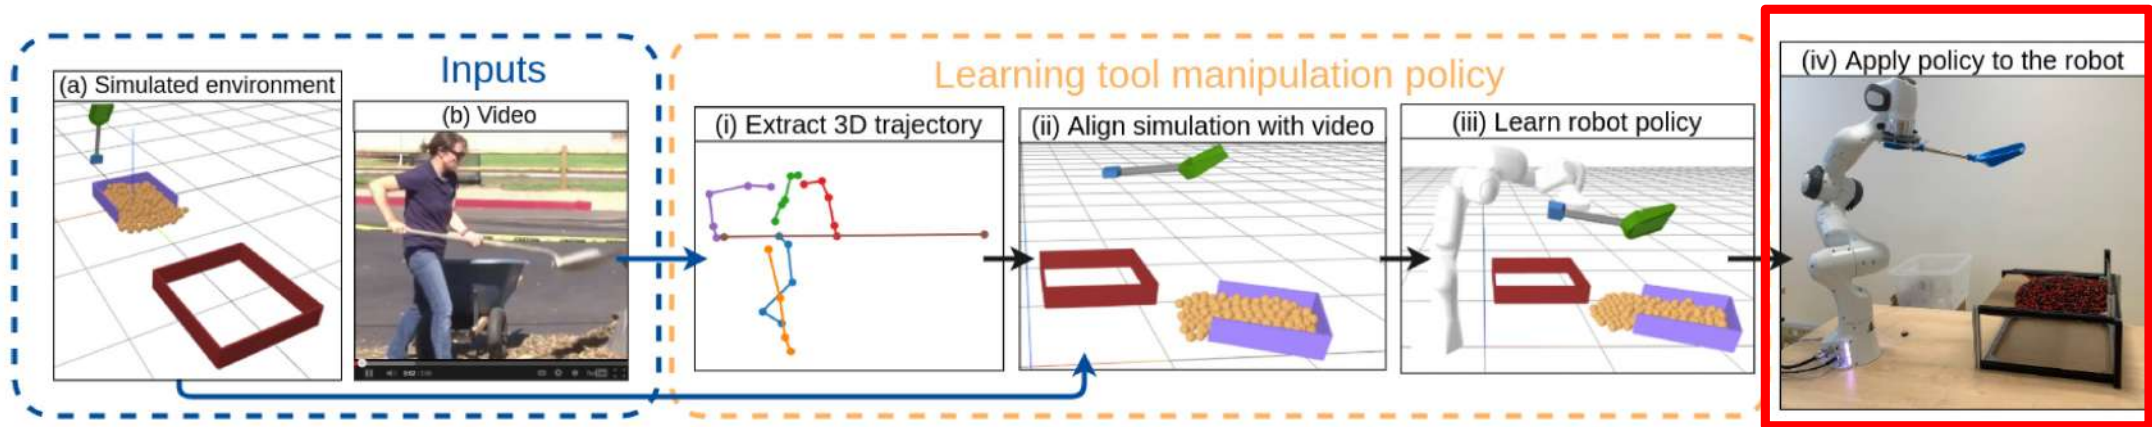 Inputs
(a) Simulated environment
(b) Video
Learning tool manipulation policy
(i) Extract 3D trajectory
(ii) Align simulation with video
(iii) Learn robot policy
(iv) Apply policy to the robot